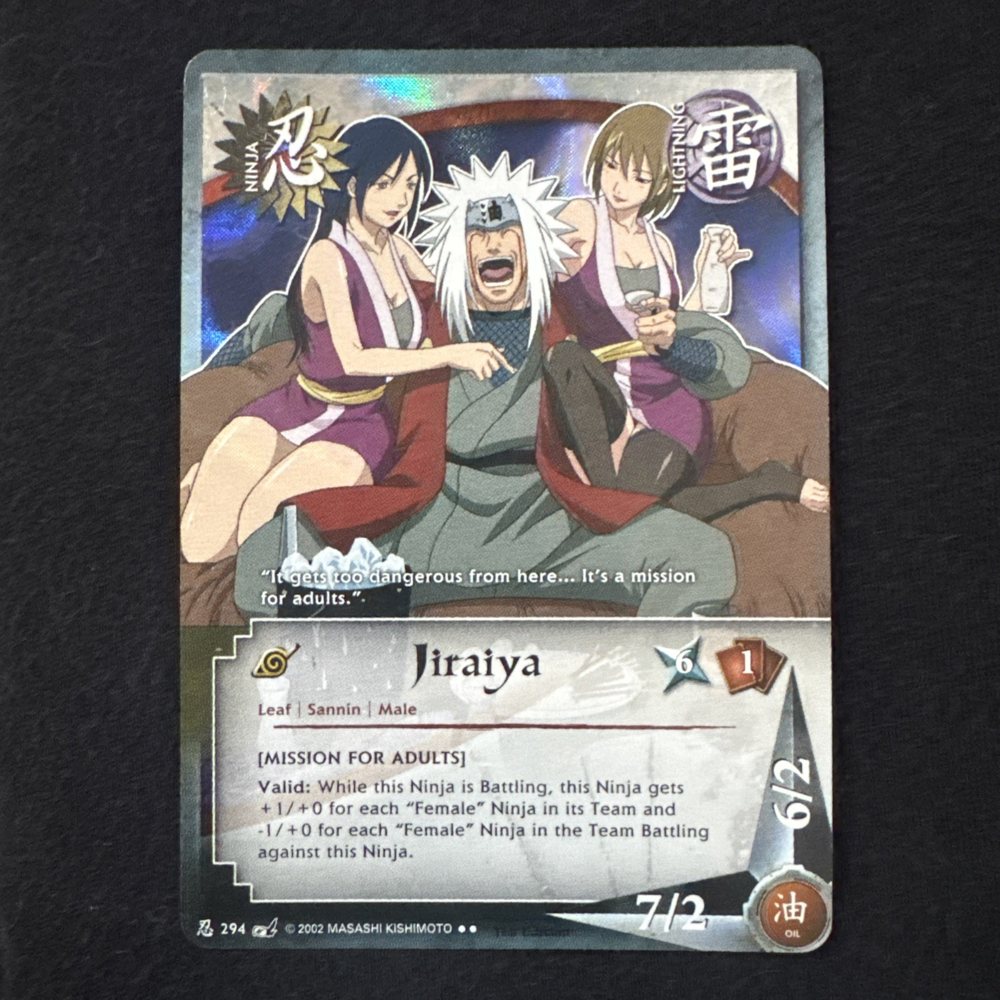 NINJA
忍
LIGHTNING
雷
油
"It gets too dangerous from here... It's a mission
for adults."
Jiraiya
6
1
Leaf | Sannin | Male
[MISSION FOR ADULTS]
Valid: While this Ninja is Battling, this Ninja gets
+1/+0 for each "Female" Ninja in its Team and
-1/+0 for each "Female" Ninja in the Team Battling
against this Ninja.
6/2
7/2
油
OIL
忍 294 © 2002 MASASHI KISHIMOTO